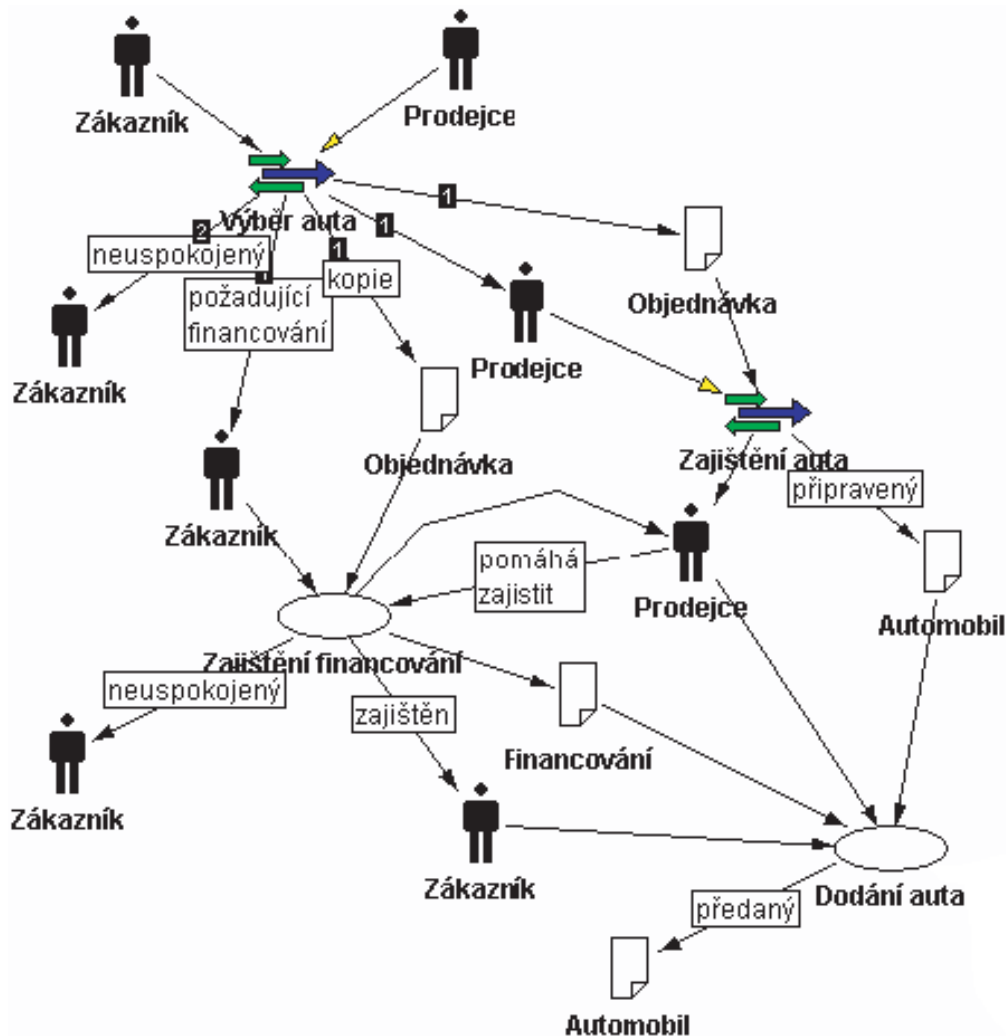 Zákazník
Prodejce
1
Výběr auta
2
1
1
neuspokojený
kopie
požadující
financování
Objednávka
Prodejce
Zákazník
Objednávka
Zajištění auta
připravený
Zákazník
pomáhá
zajistit
Prodejce
Automobil
Zajištění financování
neuspokojený
zajištěn
Financování
Zákazník
Zákazník
Dodání auta
předaný
Automobil